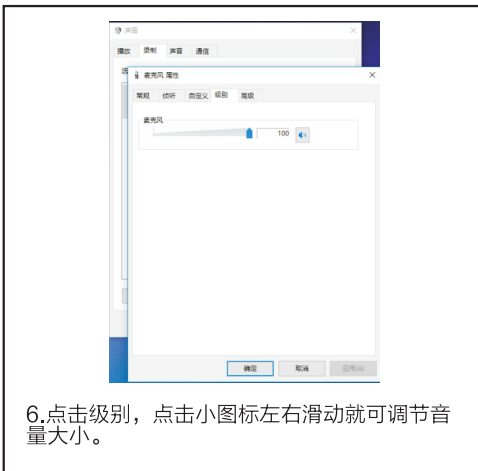 声音
播放 录制 声音 通信
麦克风 属性
常规 侦听 自定义 级别 高级
麦克风
100
确定 取消 应用(A)
6.点击级别，点击小图标左右滑动就可调节音
量大小。